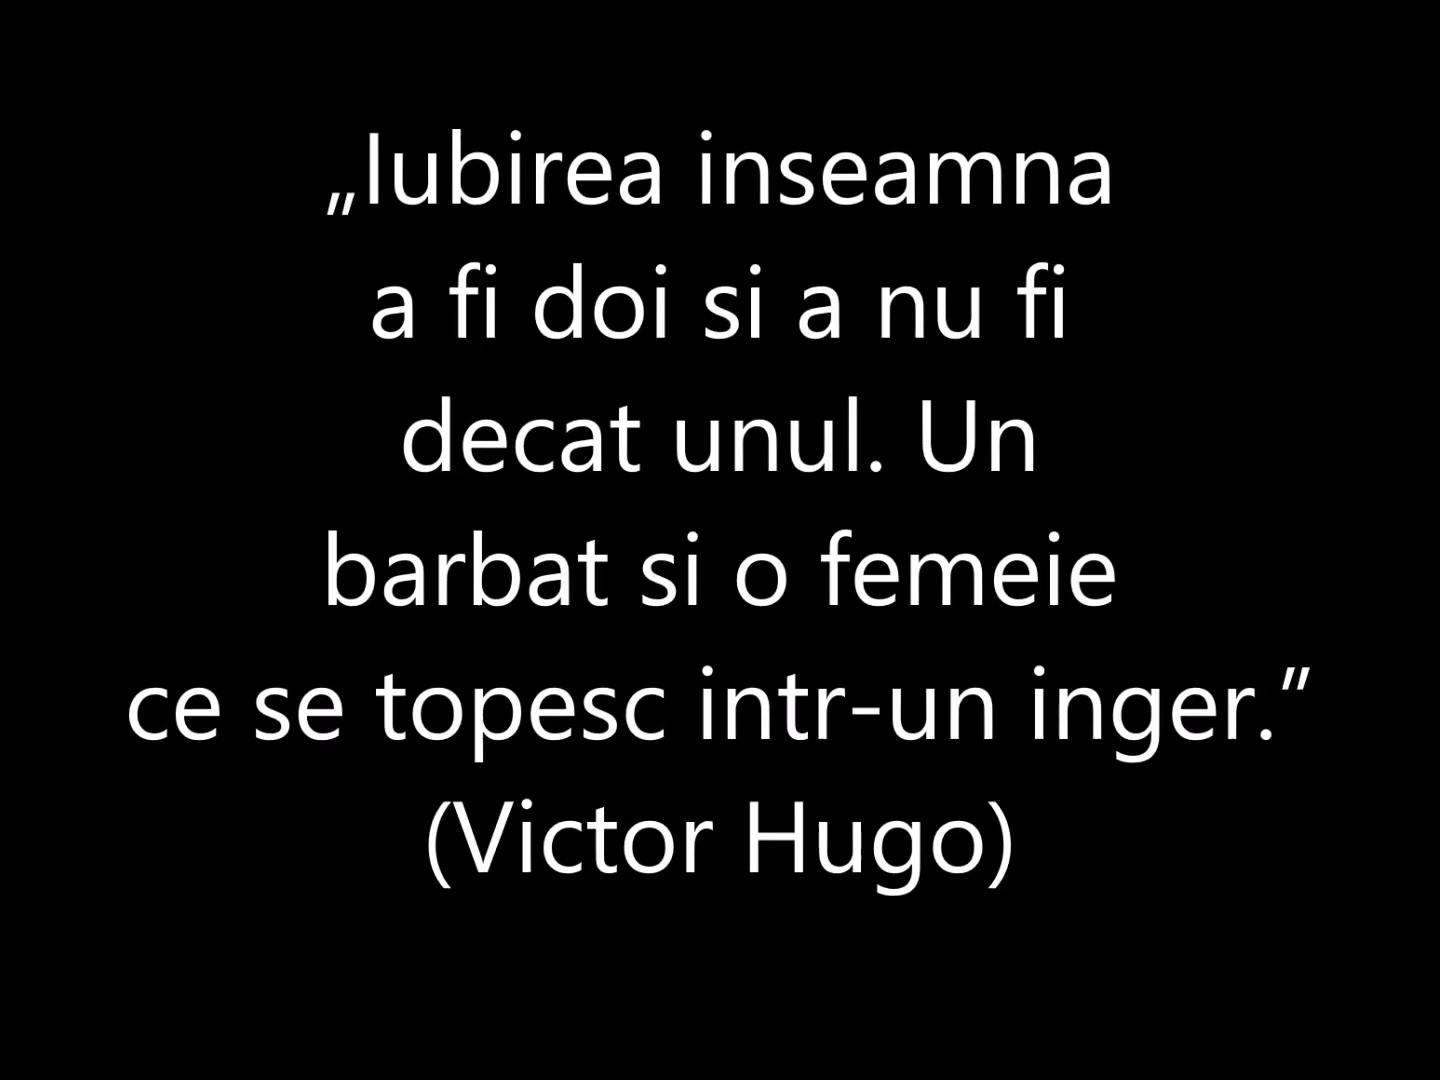 „Iubirea inseamna
a fi doi si a nu fi
decat unul. Un
barbat si o femeie
ce se topesc intr-un inger.”
(Victor Hugo)